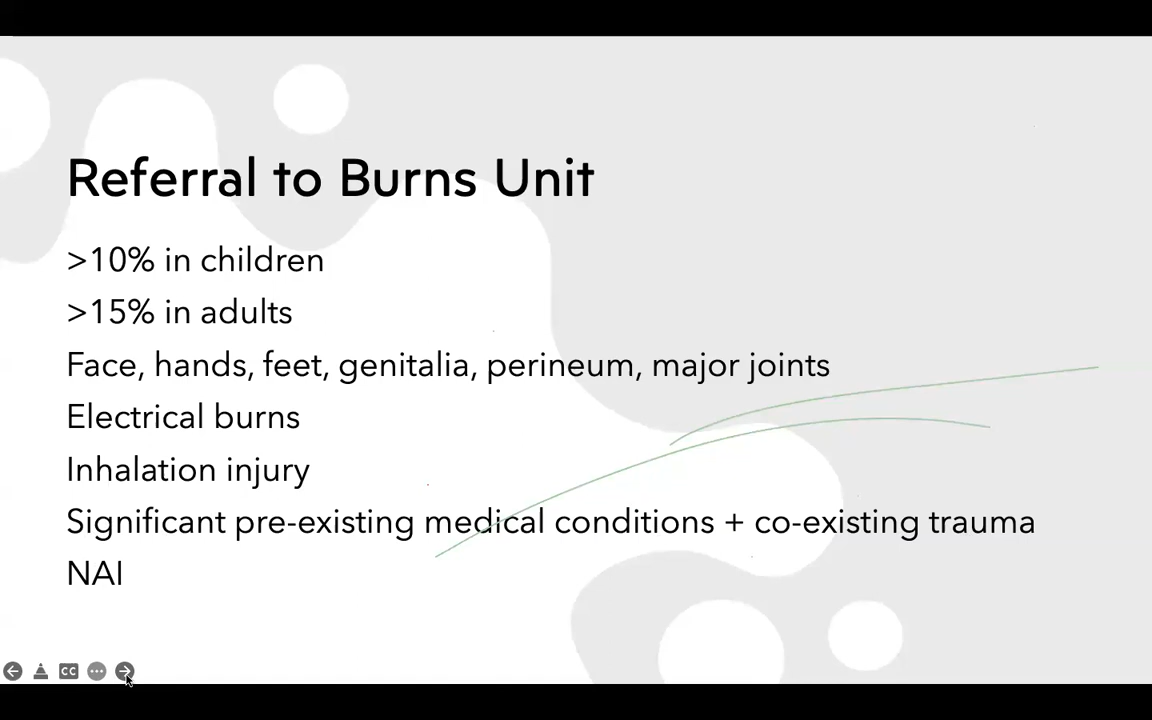 Referral to Burns Unit
>10% in children
>15% in adults
Face, hands, feet, genitalia, perineum, major joints
Electrical burns
Inhalation injury
Significant pre-existing medical conditions + co-existing trauma
NAI
CC